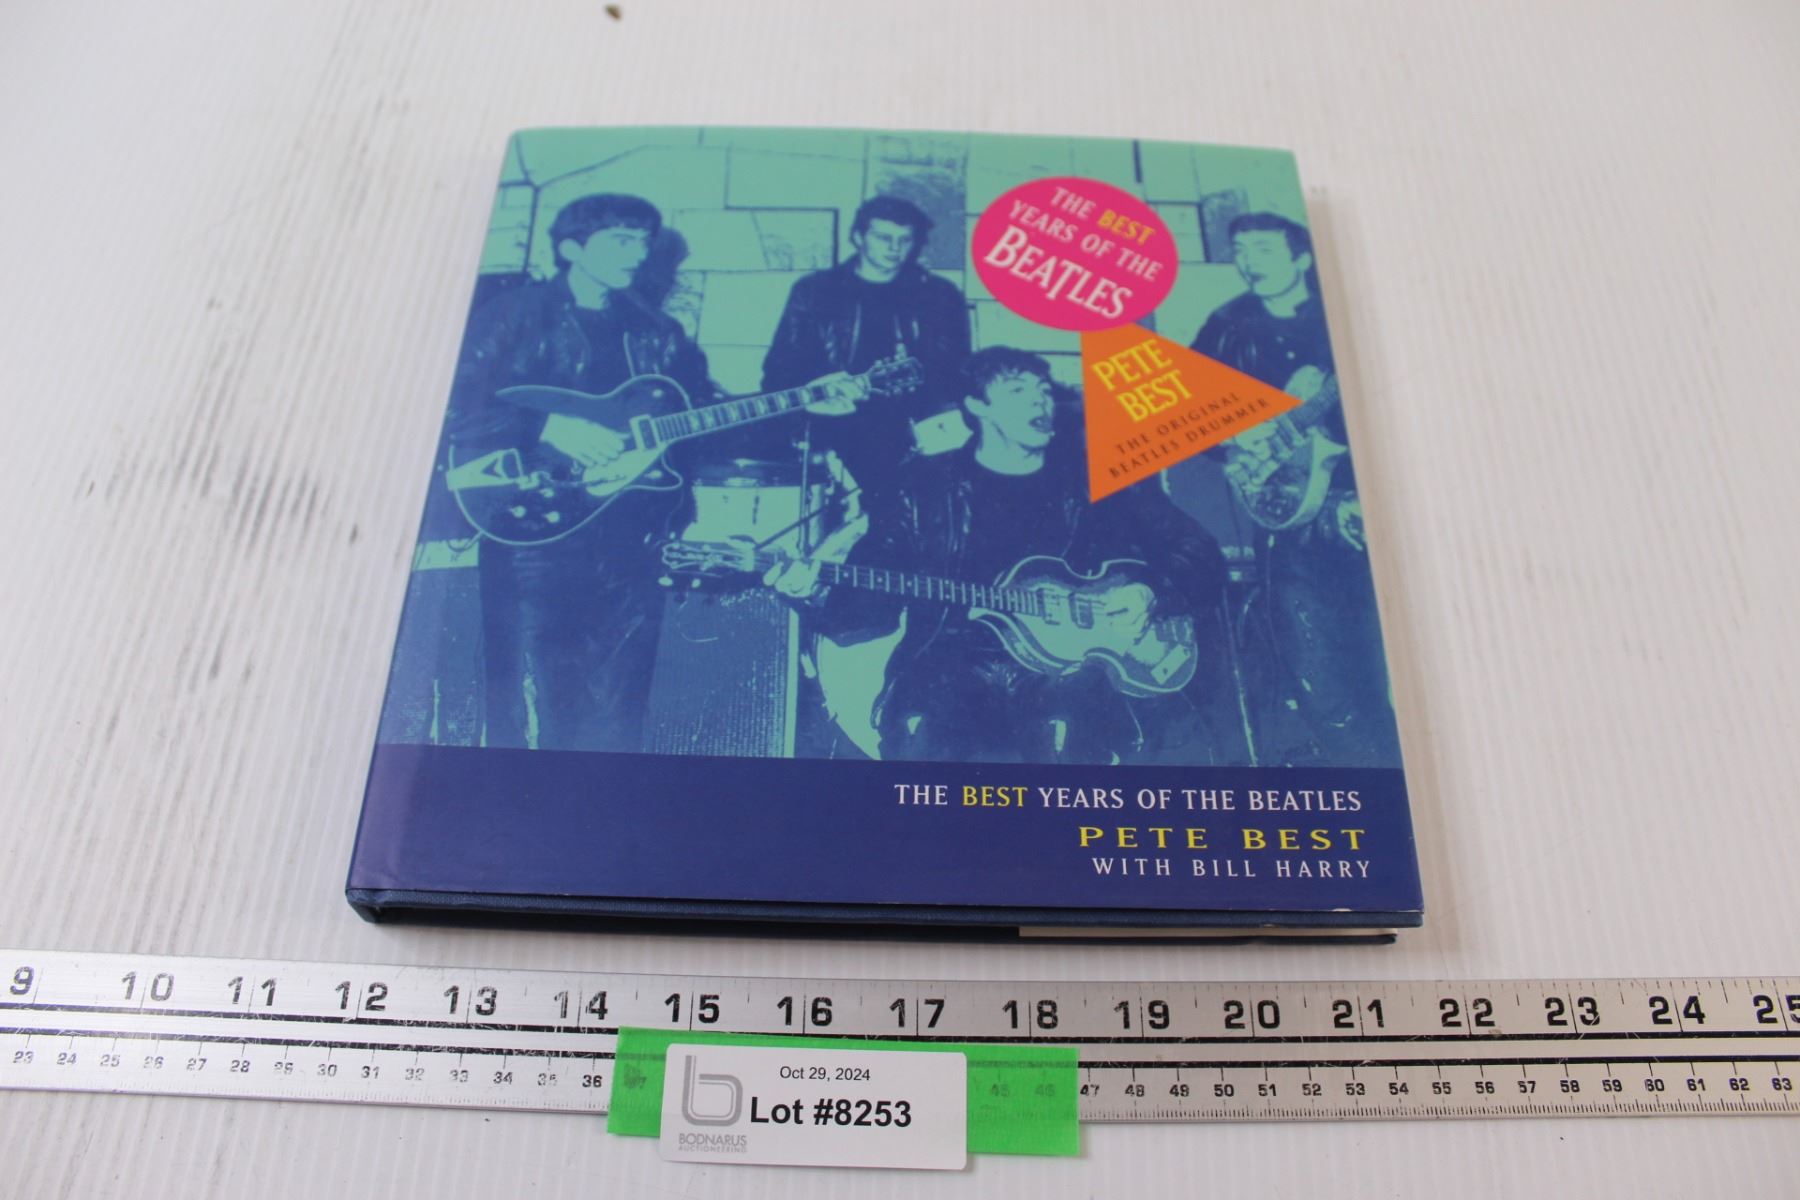 THE BEST
YEARS OF THE
BEATLES
PETE
BEST
THE ORIGINAL
BEATLES DRUMMER
THE BEST YEARS OF THE BEATLES
PETE BEST
WITH BILL HARRY
9 10 11 12 13 14 15 16 17 18 19 20 21 22 23 24 25
23 24 25 26 27 28 29 30 31 32 33 34 35 36 37 45 46 47 48 49 50 51 52 53 54 55 56 57 58 59 60 61 62 63
Oct 29, 2024
Lot #8253
BODNARUS
AUCTIONEERING